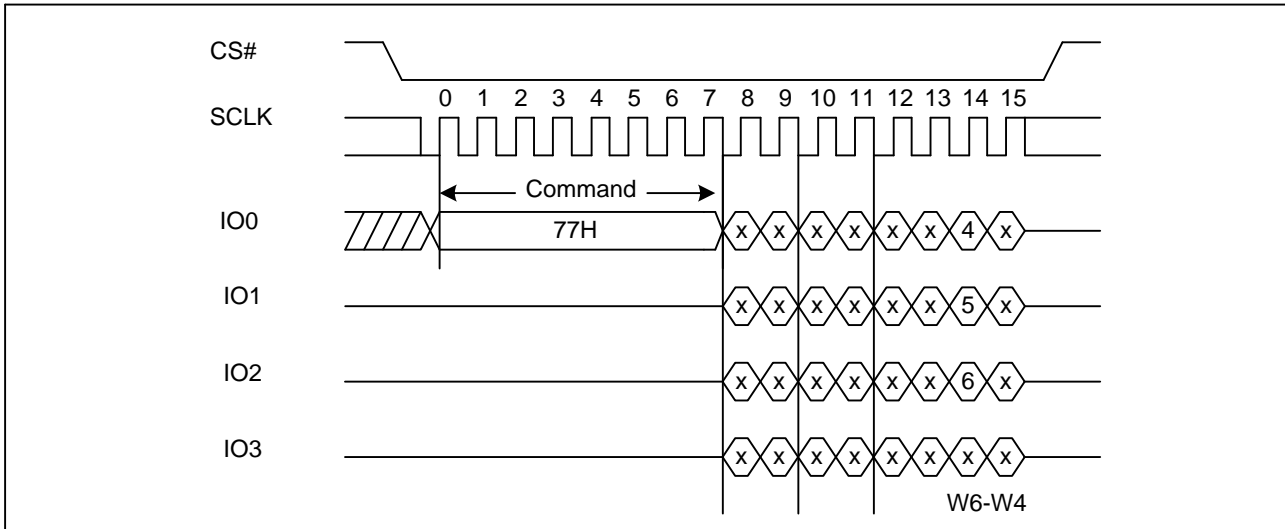 CS#
0 1 2 3 4 5 6 7 8 9 10 11 12 13 14 15
SCLK
Command
IO0
77H x x x x x x 4 x
IO1
x x x x x x 5 x
IO2
x x x x x x 6 x
IO3
x x x x x x x x
W6-W4